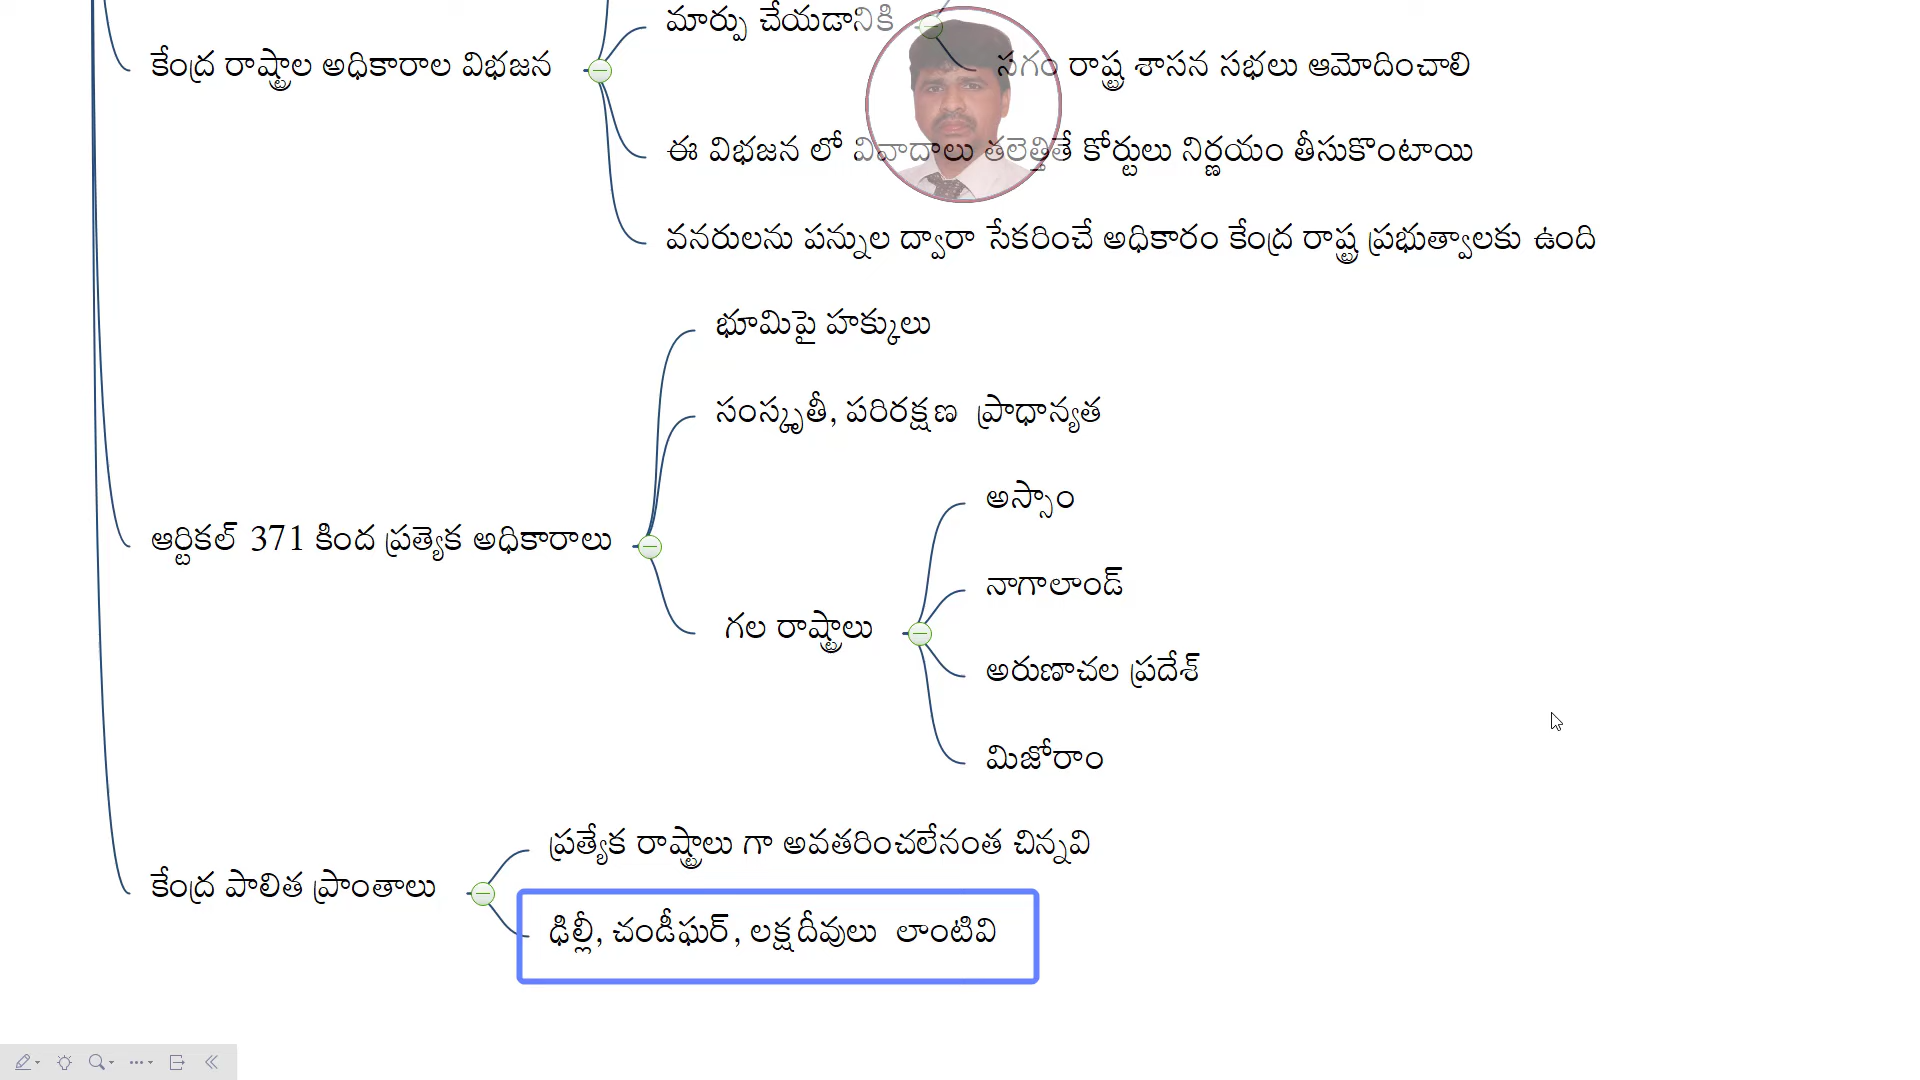 మార్పు చేయడానికి
కేంద్ర రాష్ట్రాల అధికారాల విభజన
సగం రాష్ట్ర శాసన సభలు ఆమోదించాలి
ఈ విభజన లో వివాదాలు తలెత్తితే కోర్టులు నిర్ణయం తీసుకొంటాయి
వనరులను పన్నుల ద్వారా సేకరించే అధికారం కేంద్ర రాష్ట్ర ప్రభుత్వాలకు ఉంది
భూమిపై హక్కులు
సంస్కృతీ, పరిరక్షణ ప్రాధాన్యత
అస్సాం
ఆర్టికల్ 371 కింద ప్రత్యెక అధికారాలు
నాగాలాండ్
గల రాష్ట్రాలు
అరుణాచల ప్రదేశ్
మిజోరాం
ప్రత్యేక రాష్ట్రాలు గా అవతరించలేనంత చిన్నవి
కేంద్ర పాలిత ప్రాంతాలు
ఢిల్లీ, చండీఘర్, లక్షదీవులు లాంటివి